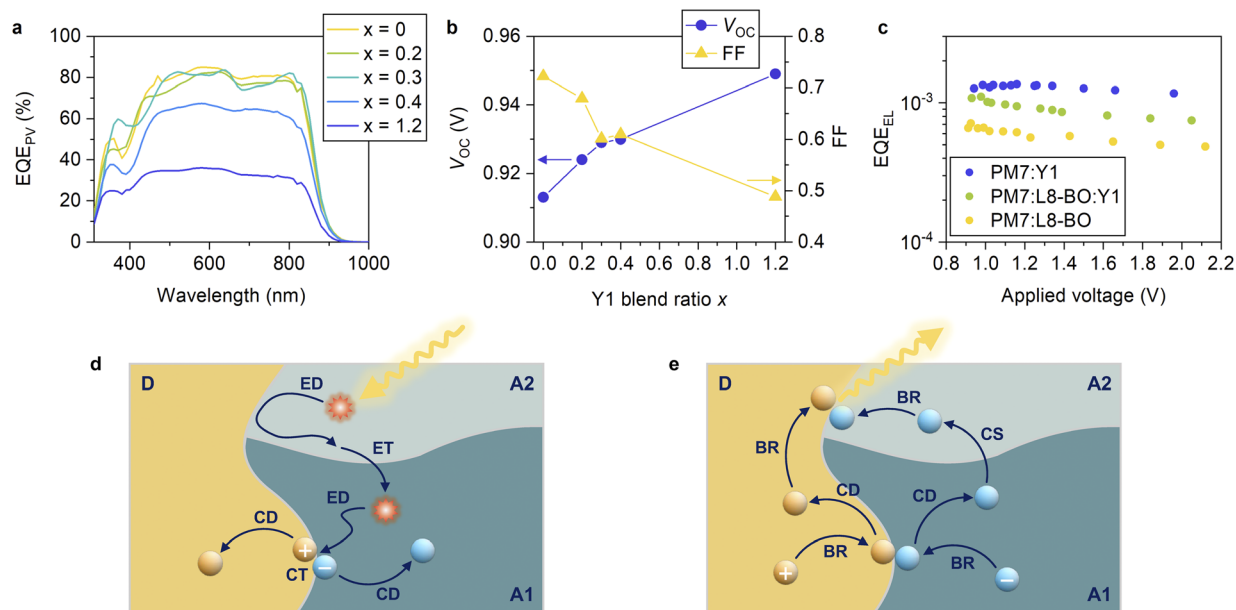 a
100
80
60
40
20
0
EQE_PV (%)
400
600
800
1000
Wavelength (nm)
x = 0
x = 0.2
x = 0.3
x = 0.4
x = 1.2
b
0.96
0.94
0.92
0.90
V_OC (V)
V_OC
FF
0.8
0.7
0.6
0.5
0.4
FF
0.0
0.2
0.4
0.6
0.8
1.0
1.2
Y1 blend ratio x
c
10⁻³
10⁻⁴
EQE_EL
PM7:Y1
PM7:L8-BO:Y1
PM7:L8-BO
0.8
1.0
1.2
1.4
1.6
1.8
2.0
2.2
Applied voltage (V)
d
D
A2
ED
ET
ED
CD
+
−
CT
CD
A1
e
D
A2
BR
BR
CS
CD
CD
BR
BR
+
−
A1